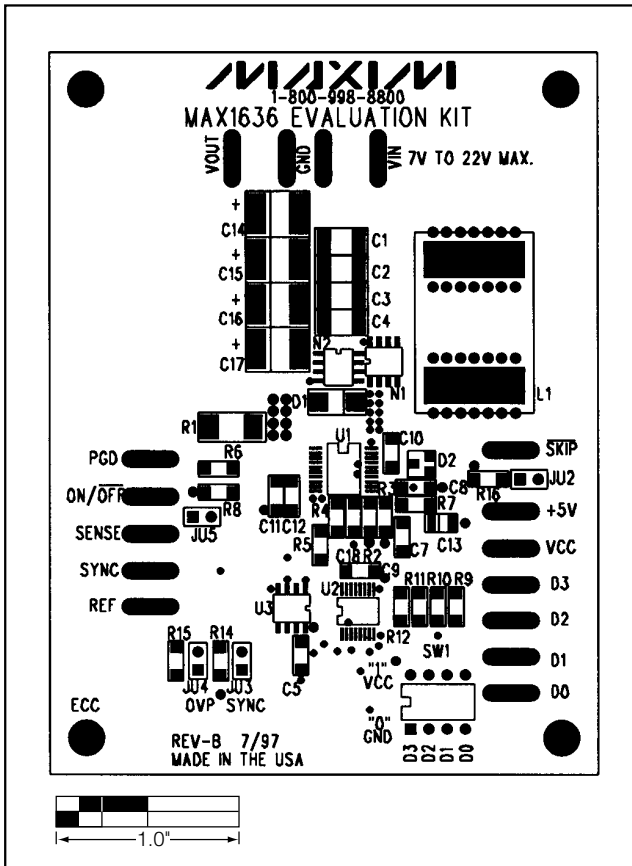 MAXIM
1-800-998-8800
MAX1636 EVALUATION KIT
VOUT
GND
VIN
7V TO 22V MAX.
+
C14
+
C15
+
C16
+
C17
C1
C2
C3
C4
N2
N1
L1
D1
R1
U1
C10
PGD
R6
D2
SKIP
ON/OFF
R8
R3
C8
R16
JU2
R7
+5V
SENSE
JU5
C11
C12
R4
C13
R5
C18
R2
C7
VCC
SYNC
C9
D3
REF
U3
U2
R11
R10
R9
D2
R12
SW1
R15
R14
D1
JU4
JU3
C5
"1"
VCC
OVP
SYNC
D0
ECC
"0"
GND
D3
D2
D1
D0
REV-B 7/97
MADE IN THE USA
1.0"